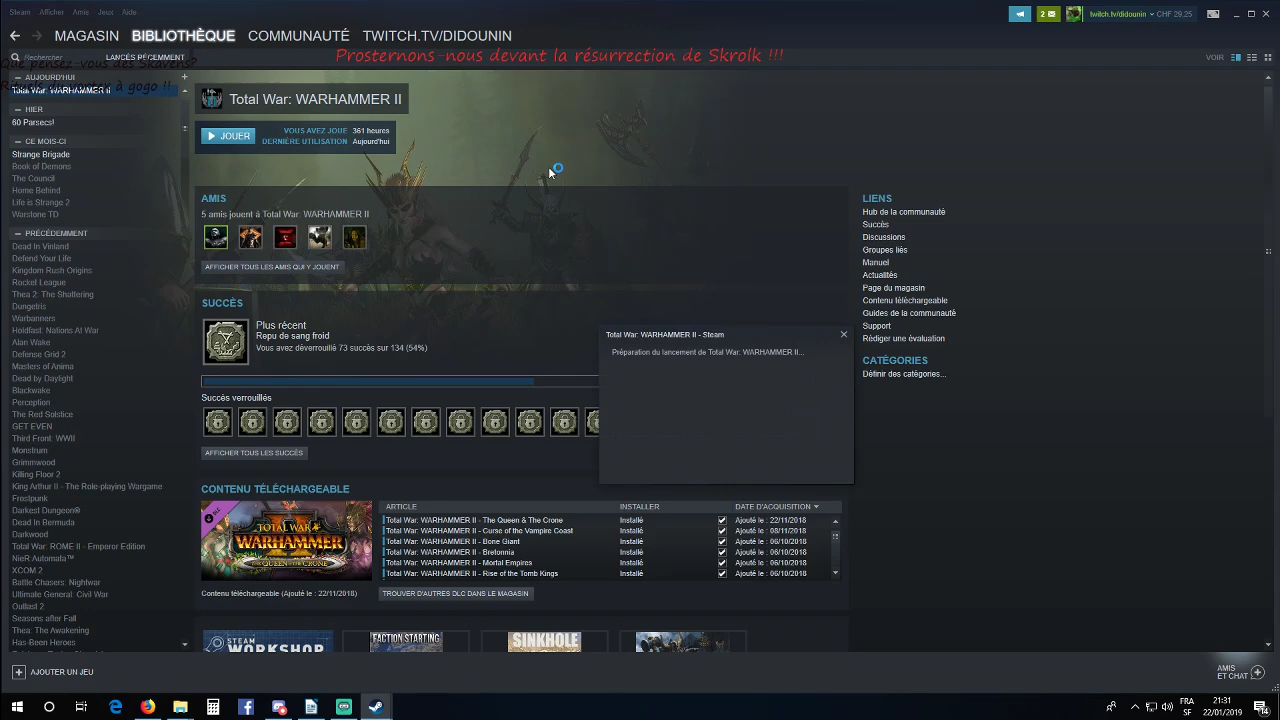 Steam Afficher Amis Jeux Aide
2
twitch.tv/didounin
CHF 29,25
MAGASIN BIBLIOTHÈQUE COMMUNAUTÉ TWITCH.TV/DIDOUNIN
Prosternons-nous devant la résurrection de Skrolk !!!
Rechercher
LANCÉS RÉCEMMENT
VOIR
Que pensez-vous des Skavens?
AUJOURD'HUI
à gogo !!
Total War: WARHAMMER II
HIER
60 Parsecs!
CE MOIS-CI
Strange Brigade
Book of Demons
The Council
Home Behind
Life is Strange 2
Warstone TD
PRÉCÉDEMMENT
Dead In Vinland
Defend Your Life
Kingdom Rush Origins
Rocket League
Thea 2: The Shattering
Dungetris
Warbanners
Holdfast: Nations At War
Alan Wake
Defense Grid 2
Masters of Anima
Dead by Daylight
Blackwake
Perception
The Red Solstice
GET EVEN
Third Front: WWII
Monstrum
Grimmwood
Killing Floor 2
King Arthur II - The Role-playing Wargame
Frostpunk
Darkest Dungeon®
Dead In Bermuda
Darkwood
Total War: ROME II - Emperor Edition
NieR:Automata™
XCOM 2
Battle Chasers: Nightwar
Ultimate General: Civil War
Outlast 2
Seasons after Fall
Thea: The Awakening
Has-Been Heroes
Total War: WARHAMMER II
JOUER
VOUS AVEZ JOUÉ 361 heures
DERNIÈRE UTILISATION Aujourd'hui
AMIS
5 amis jouent à Total War: WARHAMMER II
AFFICHER TOUS LES AMIS QUI Y JOUENT
SUCCÈS
Plus récent
Repu de sang froid
Vous avez déverrouillé 73 succès sur 134 (54%)
Succès verrouillés
AFFICHER TOUS LES SUCCÈS
Total War: WARHAMMER II - Steam
Préparation du lancement de Total War: WARHAMMER II...
CONTENU TÉLÉCHARGEABLE
ARTICLE INSTALLER DATE D'ACQUISITION
Total War: WARHAMMER II - The Queen & The Crone Installé Ajouté le : 22/11/2018
Total War: WARHAMMER II - Curse of the Vampire Coast Installé Ajouté le : 08/11/2018
Total War: WARHAMMER II - Bone Giant Installé Ajouté le : 06/10/2018
Total War: WARHAMMER II - Bretonnia Installé Ajouté le : 06/10/2018
Total War: WARHAMMER II - Mortal Empires Installé Ajouté le : 06/10/2018
Total War: WARHAMMER II - Rise of the Tomb Kings Installé Ajouté le : 06/10/2018
DLC
TOTAL WAR
WARHAMMER
THE QUEEN & THE CRONE
Contenu téléchargeable (Ajouté le : 22/11/2018)
TROUVER D'AUTRES DLC DANS LE MAGASIN
STEAM
WORKSHOP
FACTION STARTING
SINKHOLE
LIENS
Hub de la communauté
Succès
Discussions
Groupes liés
Manuel
Actualités
Page du magasin
Contenu téléchargeable
Guides de la communauté
Support
Rédiger une évaluation
CATÉGORIES
Définir des catégories...
AJOUTER UN JEU
AMIS
ET CHAT
FRA
SF
21:31
22/01/2019
14